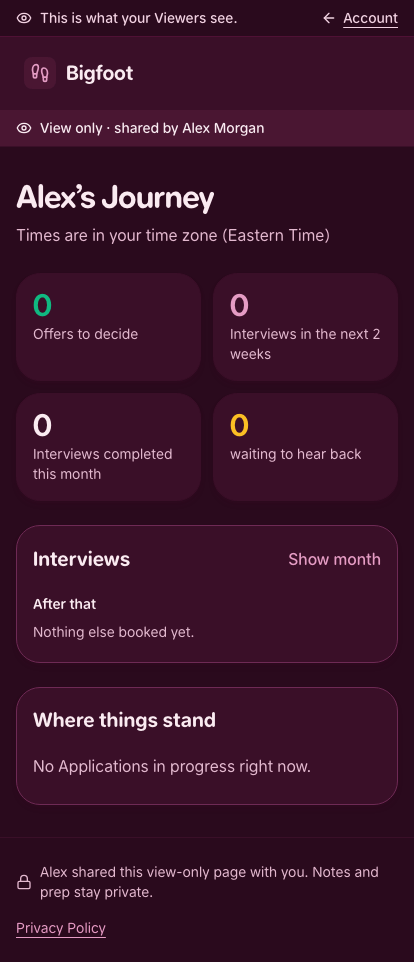 This is what your Viewers see.
Account
Bigfoot
View only · shared by Alex Morgan
Alex’s Journey
Times are in your time zone (Eastern Time)
0
Offers to decide
0
Interviews in the next 2
weeks
0
Interviews completed
this month
0
waiting to hear back
Interviews
Show month
After that
Nothing else booked yet.
Where things stand
No Applications in progress right now.
Alex shared this view-only page with you. Notes and
prep stay private.
Privacy Policy